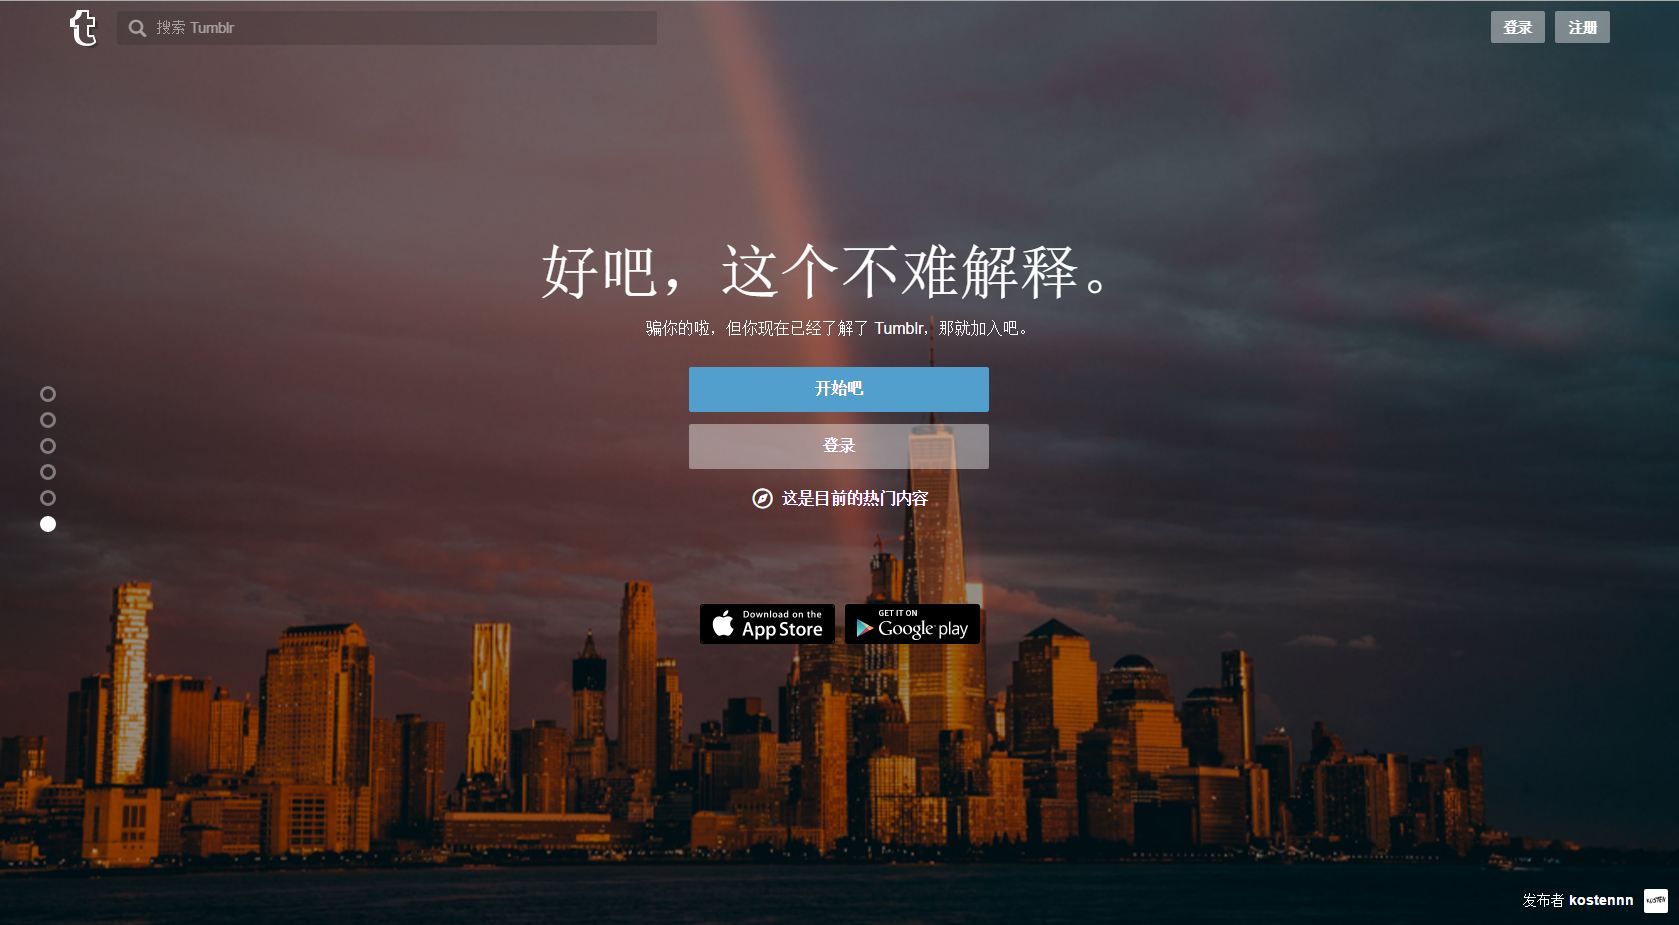 t
搜索 Tumblr
登录
注册
好吧，这个不难解释。
骗你的啦，但你现在已经了解了 Tumblr，那就加入吧。
开始吧
登录
这是目前的热门内容
Download on the
App Store
GET IT ON
Google play
发布者 kostennn
KOSTEN